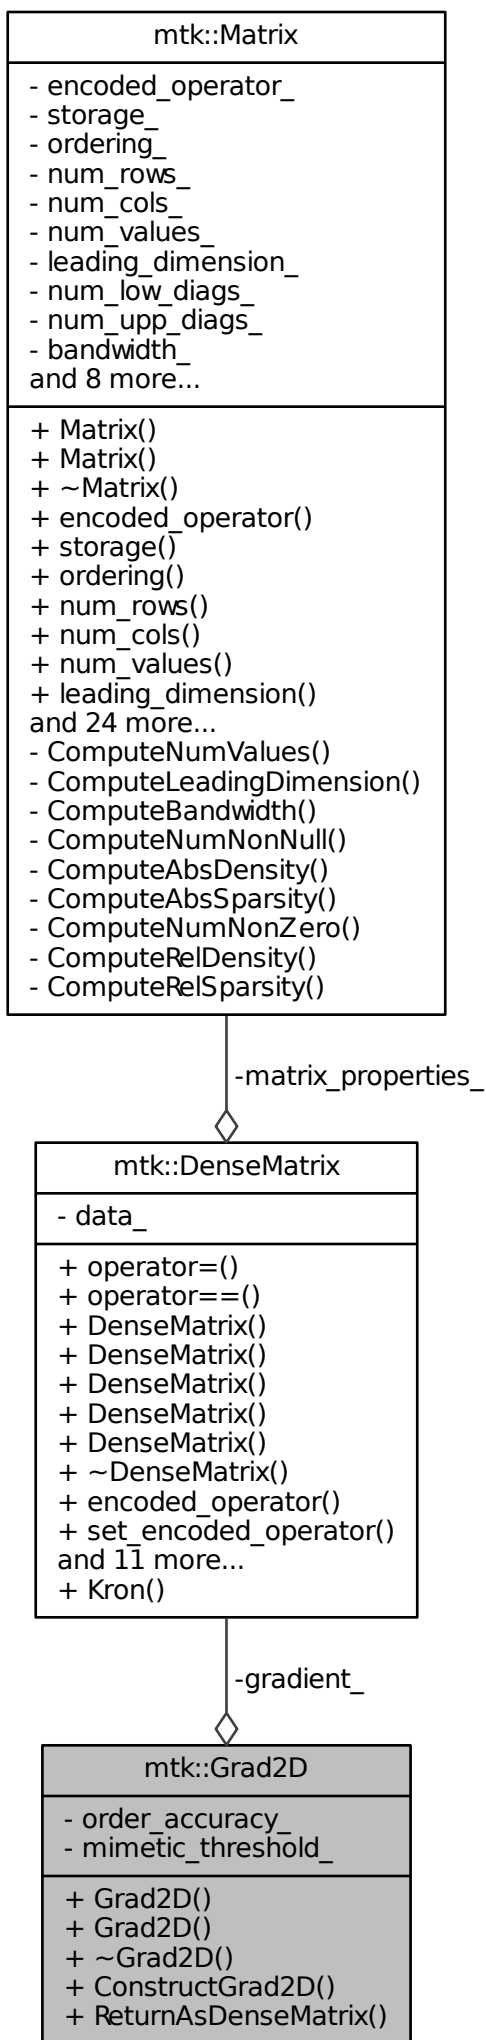 mtk::Matrix
- encoded_operator_
- storage_
- ordering_
- num_rows_
- num_cols_
- num_values_
- leading_dimension_
- num_low_diags_
- num_upp_diags_
- bandwidth_
and 8 more...
+ Matrix()
+ Matrix()
+ ~Matrix()
+ encoded_operator()
+ storage()
+ ordering()
+ num_rows()
+ num_cols()
+ num_values()
+ leading_dimension()
and 24 more...
- ComputeNumValues()
- ComputeLeadingDimension()
- ComputeBandwidth()
- ComputeNumNonNull()
- ComputeAbsDensity()
- ComputeAbsSparsity()
- ComputeNumNonZero()
- ComputeRelDensity()
- ComputeRelSparsity()
-matrix_properties_
mtk::DenseMatrix
- data_
+ operator=()
+ operator==()
+ DenseMatrix()
+ DenseMatrix()
+ DenseMatrix()
+ DenseMatrix()
+ DenseMatrix()
+ ~DenseMatrix()
+ encoded_operator()
+ set_encoded_operator()
and 11 more...
+ Kron()
-gradient_
mtk::Grad2D
- order_accuracy_
- mimetic_threshold_
+ Grad2D()
+ Grad2D()
+ ~Grad2D()
+ ConstructGrad2D()
+ ReturnAsDenseMatrix()